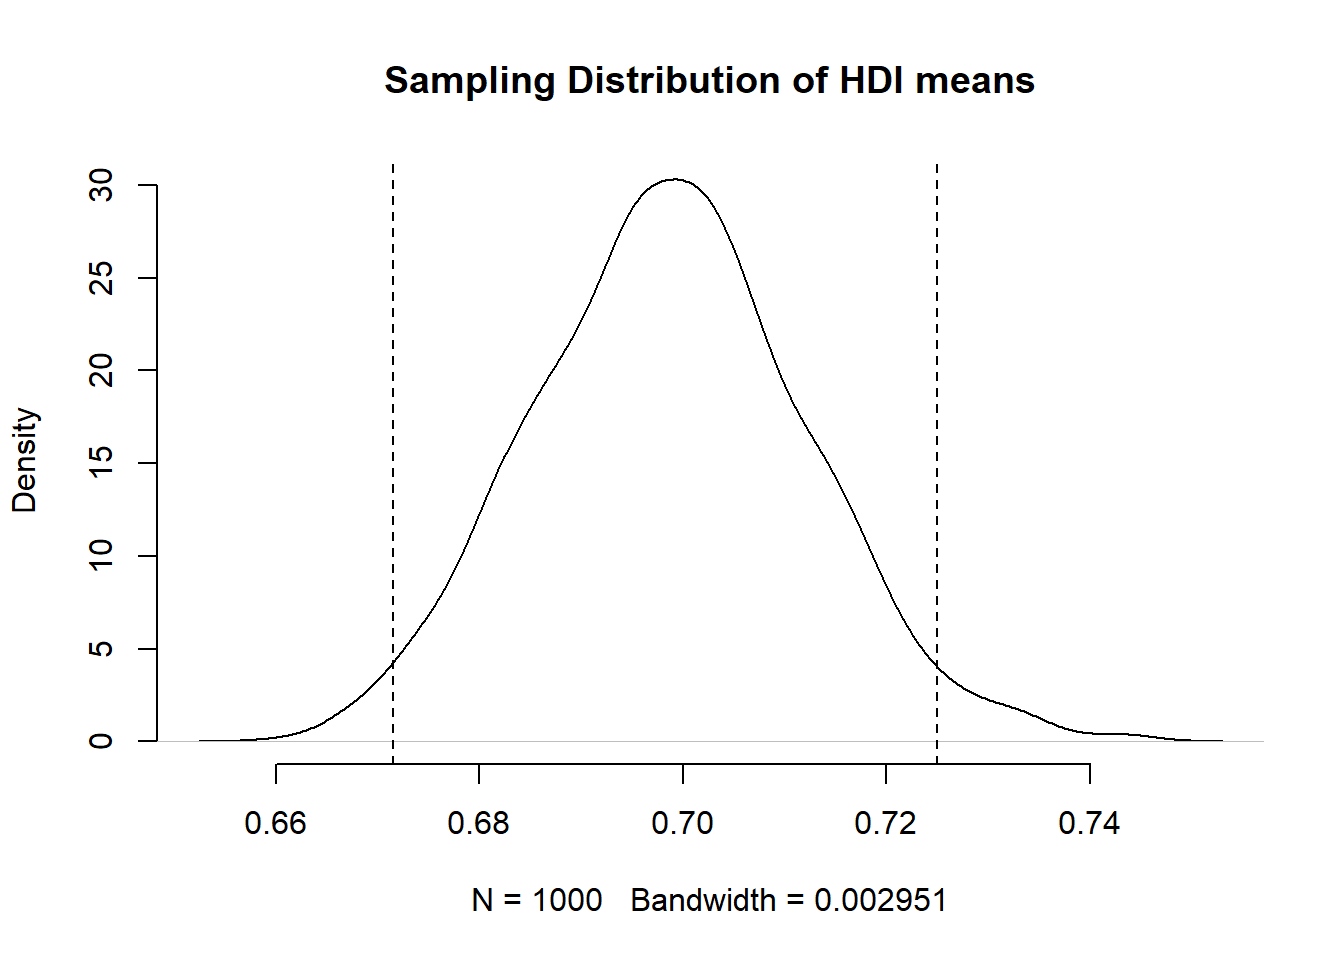 Sampling Distribution of HDI means
Density
30
25
20
15
10
5
0
0.66 0.68 0.70 0.72 0.74
N = 1000 Bandwidth = 0.002951